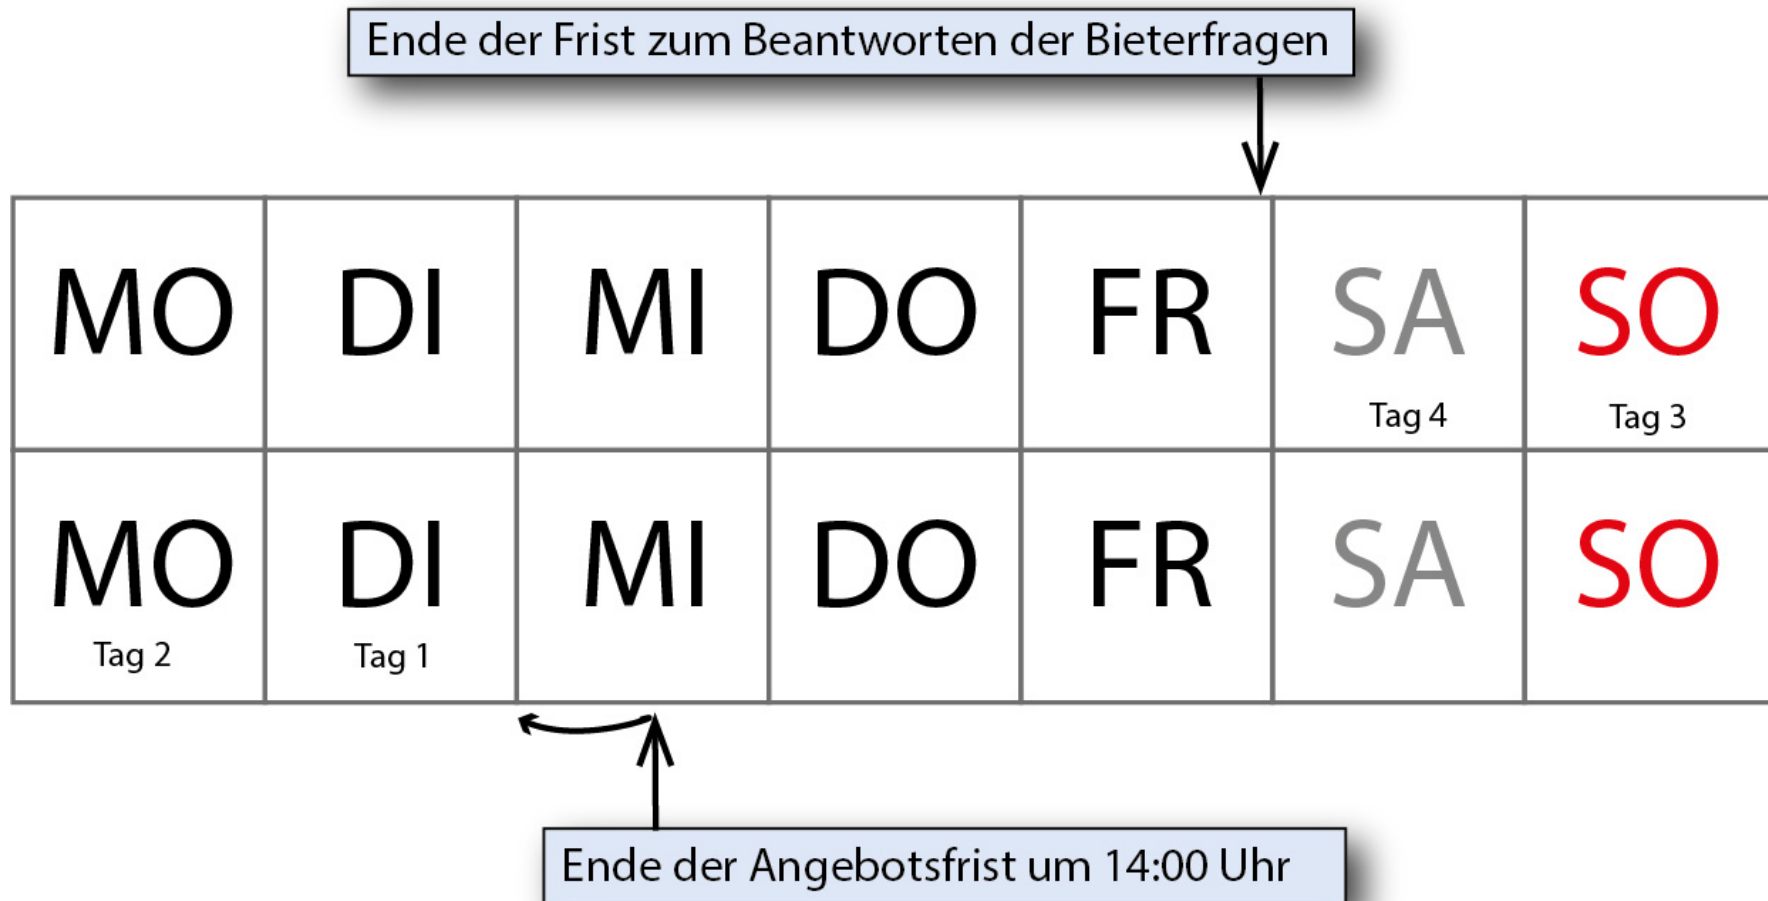 Ende der Frist zum Beantworten der Bieterfragen
MO DI MI DO FR SA SO
Tag 4 Tag 3
MO DI MI DO FR SA SO
Tag 2 Tag 1
Ende der Angebotsfrist um 14:00 Uhr